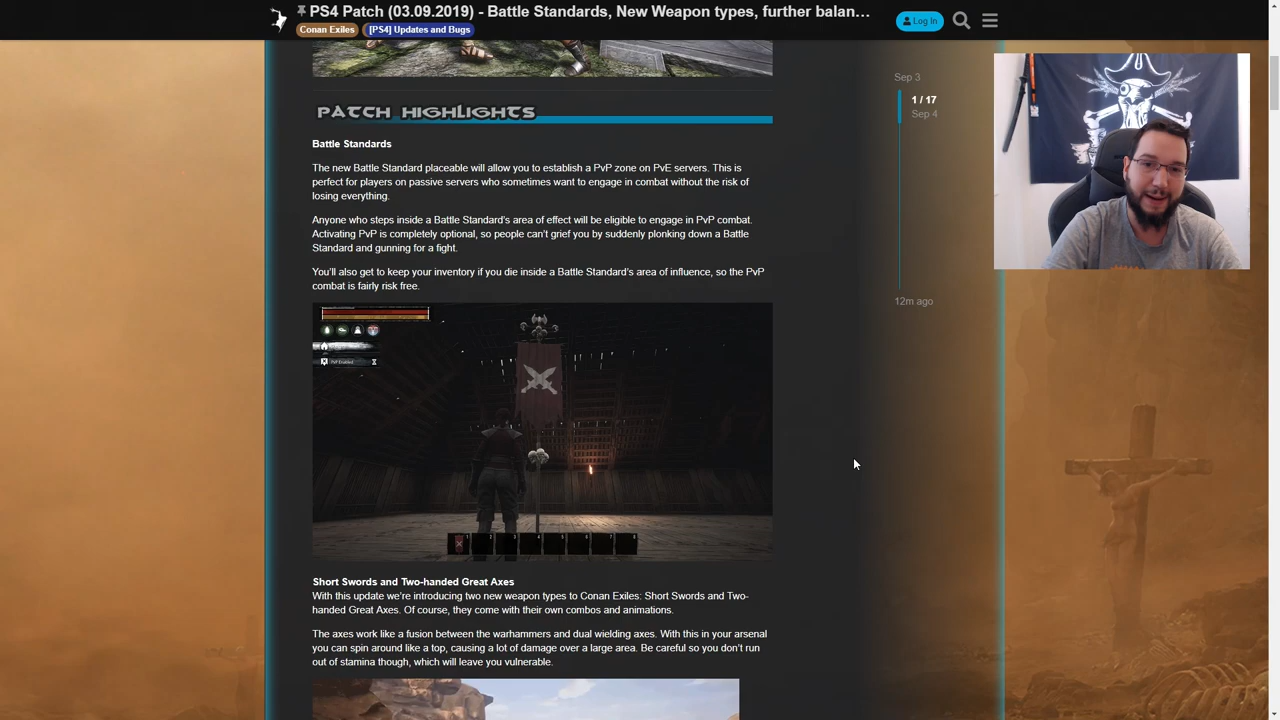 PS4 Patch (03.09.2019) - Battle Standards, New Weapon types, further balan...
Conan Exiles
[PS4] Updates and Bugs
Log In
Sep 3
1 / 17
Sep 4
12m ago
PATCH HIGHLIGHTS
Battle Standards
The new Battle Standard placeable will allow you to establish a PvP zone on PvE servers. This is
perfect for players on passive servers who sometimes want to engage in combat without the risk of
losing everything.
Anyone who steps inside a Battle Standard's area of effect will be eligible to engage in PvP combat.
Activating PvP is completely optional, so people can't grief you by suddenly plonking down a Battle
Standard and gunning for a fight.
You'll also get to keep your inventory if you die inside a Battle Standard's area of influence, so the PvP
combat is fairly risk free.
PvP Enabled
1 2 3 4 5 6 7 8
Short Swords and Two-handed Great Axes
With this update we're introducing two new weapon types to Conan Exiles: Short Swords and Two-
handed Great Axes. Of course, they come with their own combos and animations.
The axes work like a fusion between the warhammers and dual wielding axes. With this in your arsenal
you can spin around like a top, causing a lot of damage over a large area. Be careful so you don't run
out of stamina though, which will leave you vulnerable.